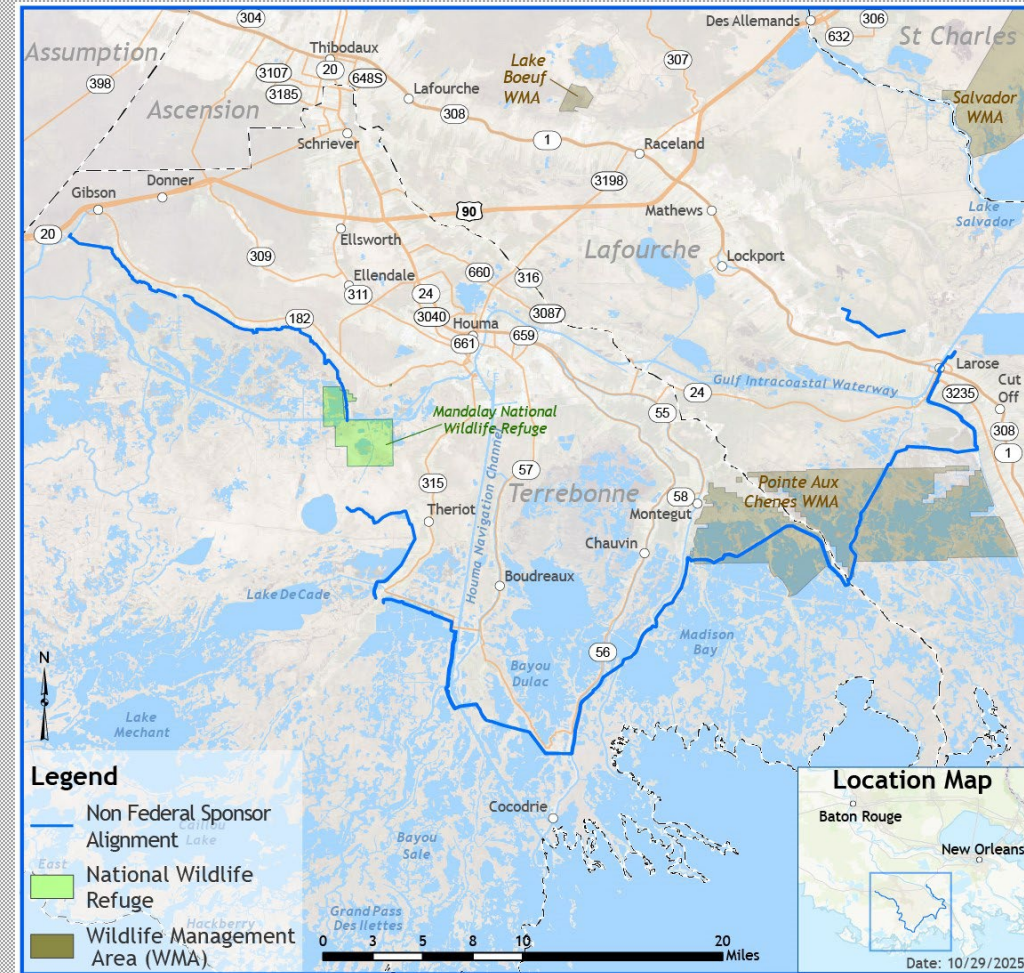 304
Des Allemands
306
632
St Charles
Assumption
Thibodaux
20
3107
648S
3185
398
Lake
Boeuf
WMA
307
Lafourche
308
Salvador
WMA
Ascension
Schriever
1
Raceland
3198
Donner
Gibson
90
Mathews
Lake
Salvador
20
Ellsworth
Lafourche
309
Lockport
Ellendale
311
660
316
24
3040
3087
182
Houma
661
659
Larose
Gulf Intracoastal Waterway
24
3235
Cut
Off
55
308
1
Mandalay National
Wildlife Refuge
57
315
Terrebonne
Pointe Aux
Chenes WMA
58
Montegut
Theriot
Chauvin
Houma Navigation Channel
Boudreaux
Lake DeCade
Madison
Bay
56
Bayou
Dulac
N
Lake
Mechant
Legend
Non Federal Sponsor
Alignment
National Wildlife
Refuge
Wildlife Management
Area (WMA)
Caillou
Lake
East
Hackberry
Cocodrie
Bayou
Sale
Grand Pass
Des Ilettes
0 3 5 8 10 20
Miles
Location Map
Baton Rouge
New Orleans
Date: 10/29/2025